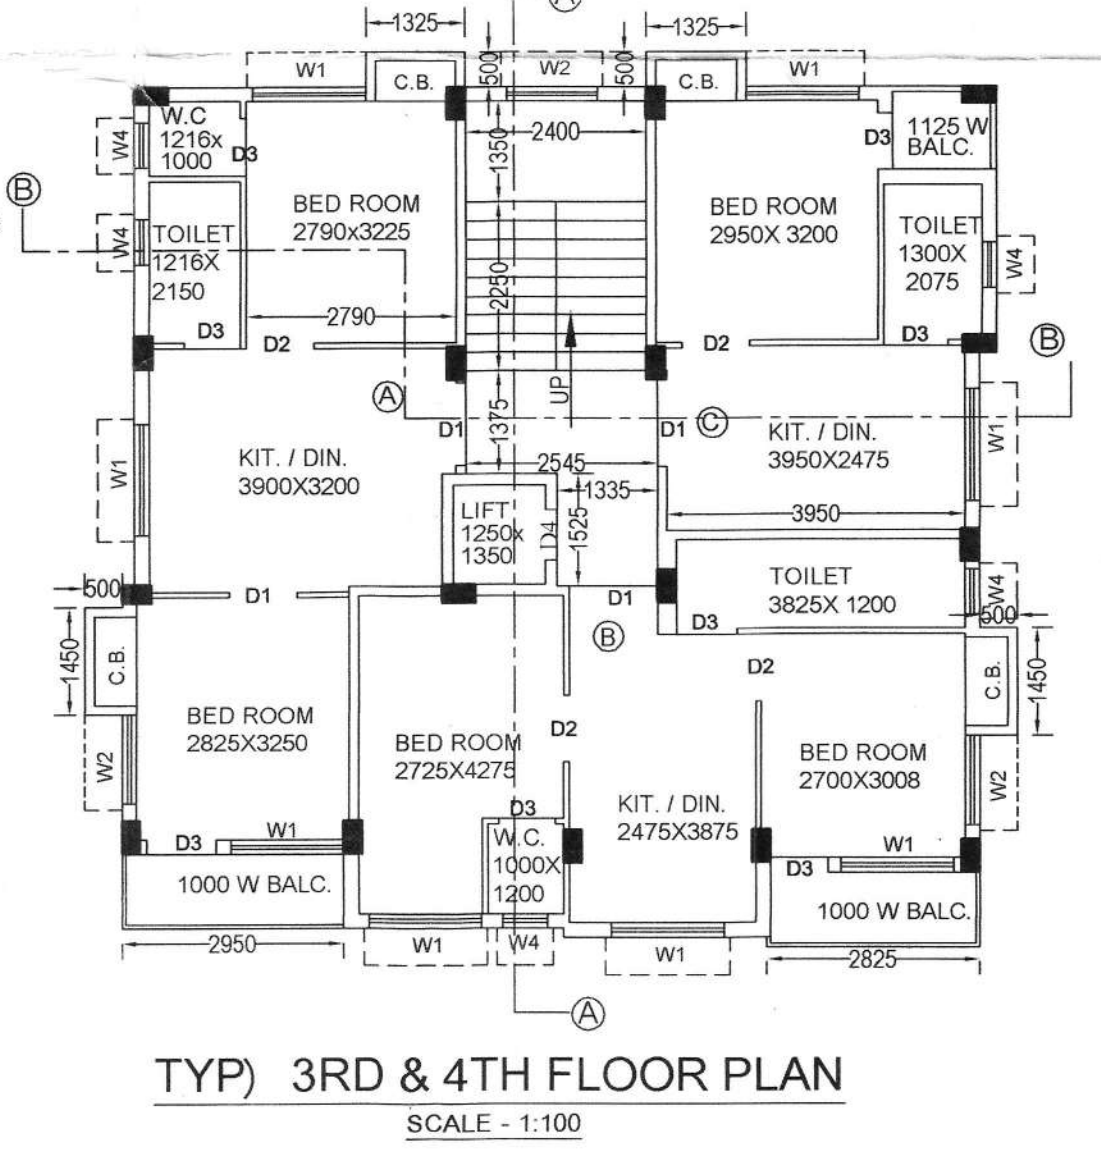 A
1325
1325
500
500
W1
C.B.
W2
C.B.
W1
W.C
1216x
1000
W4
D3
2400
1350
D3
1125 W
BALC.
B
BED ROOM
2790x3225
BED ROOM
2950X 3200
TOILET
1216X
2150
W4
TOILET
1300X
2075
W4
2250
2790
D3
D2
D2
D3
B
UP
A
1375
D1
D1
C
KIT. / DIN.
3950X2475
W1
KIT. / DIN.
3900X3200
W1
2545
1335
3950
LIFT
1250x
1350
D4
1525
TOILET
3825X 1200
W4
500
D1
D1
D3
500
B
1450
C.B.
D2
C.B.
1450
BED ROOM
2825X3250
BED ROOM
2725X4275
D2
BED ROOM
2700X3008
W2
W2
KIT. / DIN.
2475X3875
D3
W.C.
1000X
1200
D3
W1
W1
D3
1000 W BALC.
1000 W BALC.
2950
W1
W4
W1
2825
A
TYP) 3RD & 4TH FLOOR PLAN
SCALE - 1:100